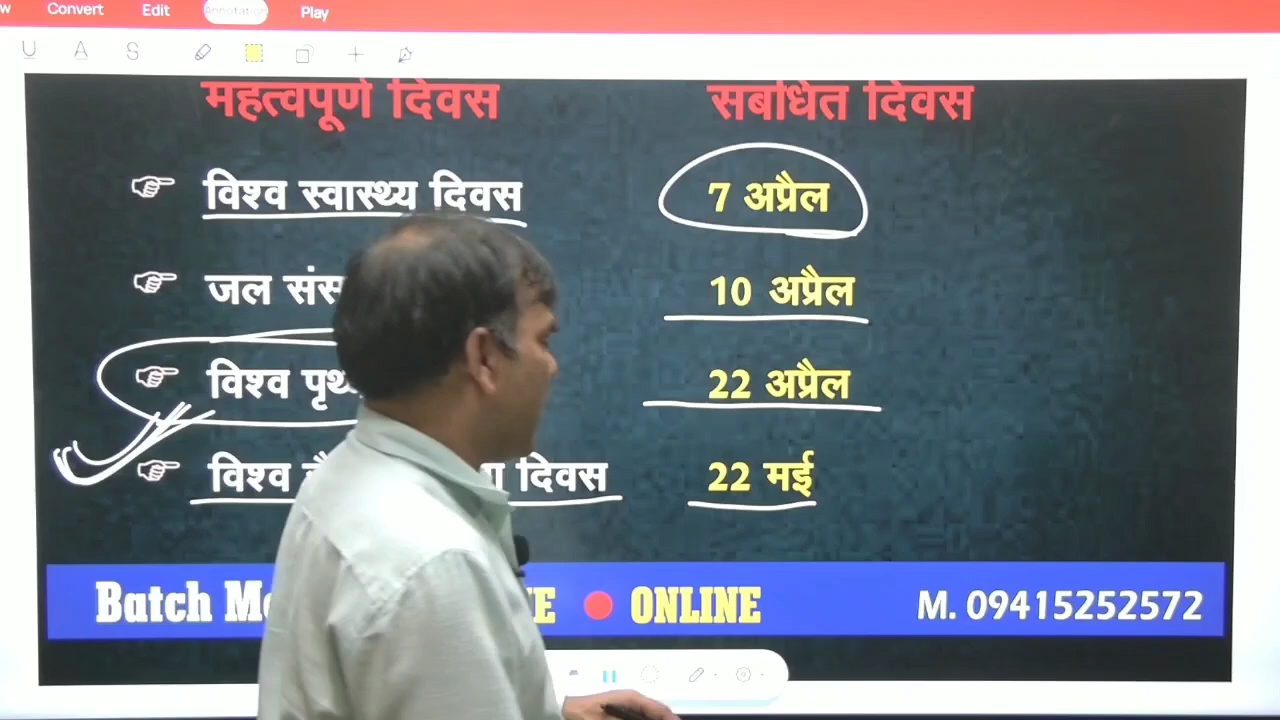 Convert Edit Annotation Play
महत्वपूर्ण दिवस संबंधित दिवस
विश्व स्वास्थ्य दिवस 7 अप्रैल
जल 10 अप्रैल
विश्व 22 अप्रैल
विश्व दिवस 22 मई
Batch ONLINE M. 09415252572